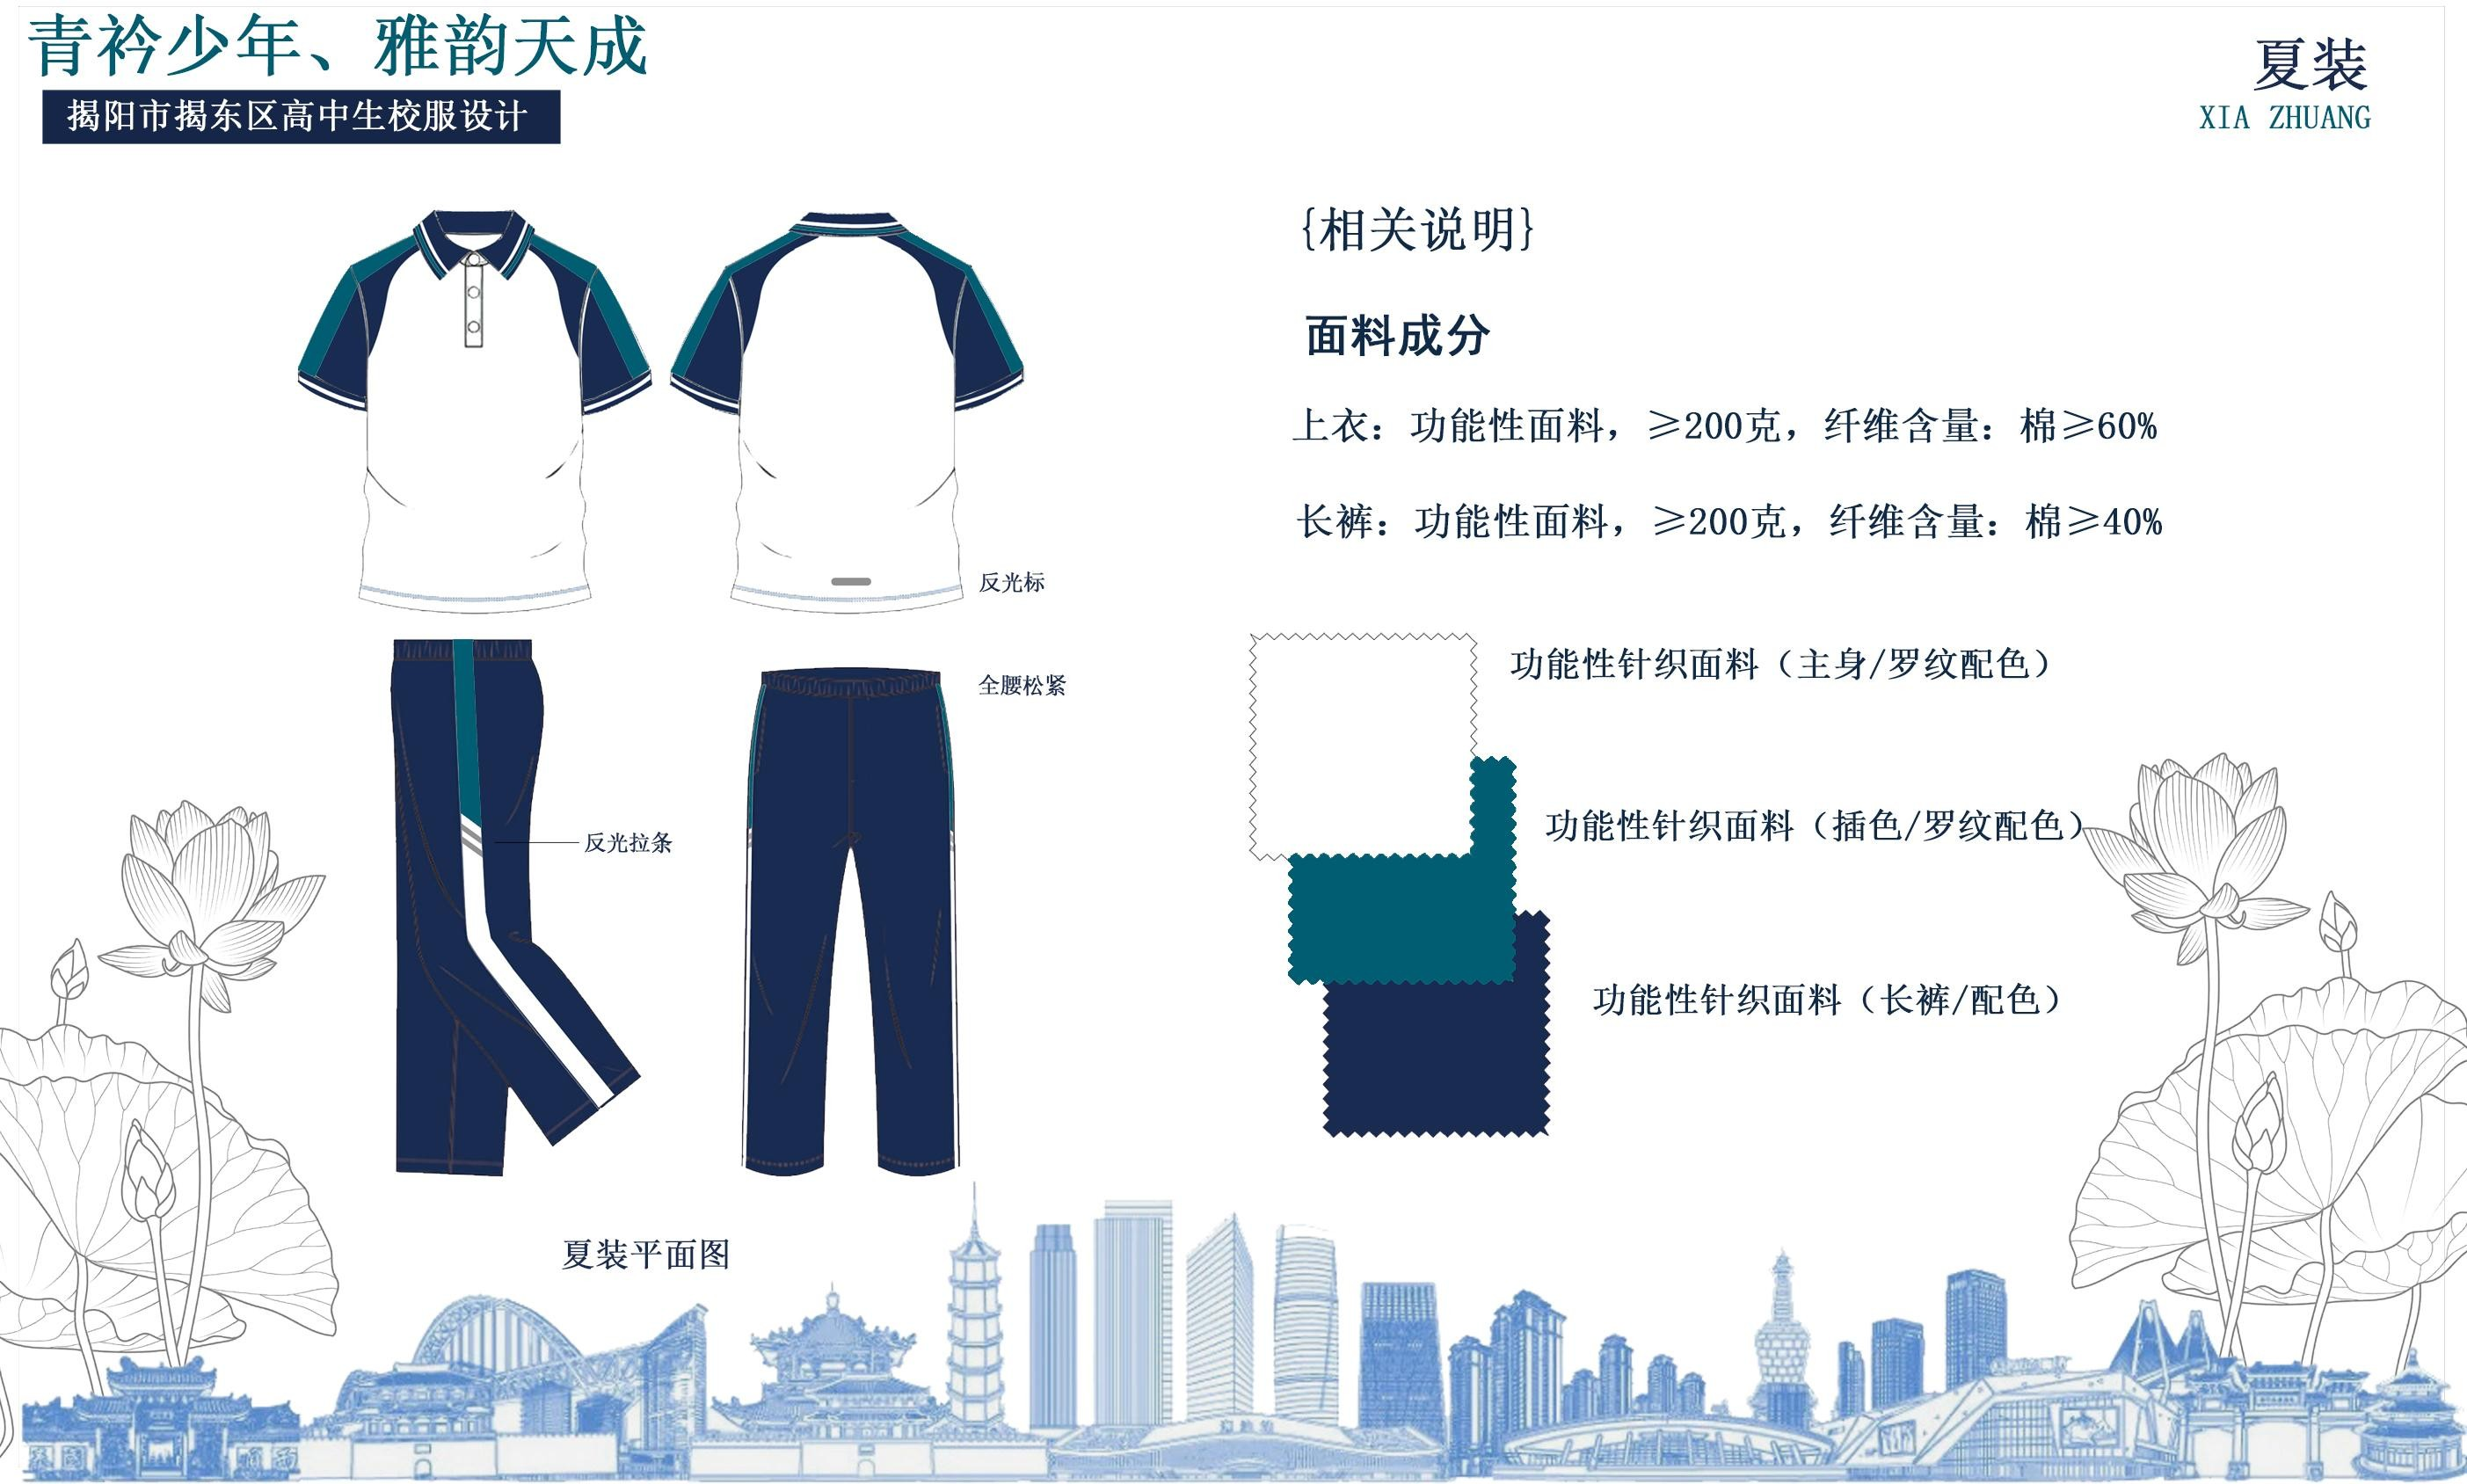 青衿少年、雅韵天成
揭阳市揭东区高中生校服设计
夏装
XIA ZHUANG
{相关说明}
面料成分
上衣：功能性面料，≥200克，纤维含量：棉≥60%
长裤：功能性面料，≥200克，纤维含量：棉≥40%
反光标
全腰松紧
反光拉条
功能性针织面料（主身/罗纹配色）
功能性针织面料（插色/罗纹配色）
功能性针织面料（长裤/配色）
夏装平面图